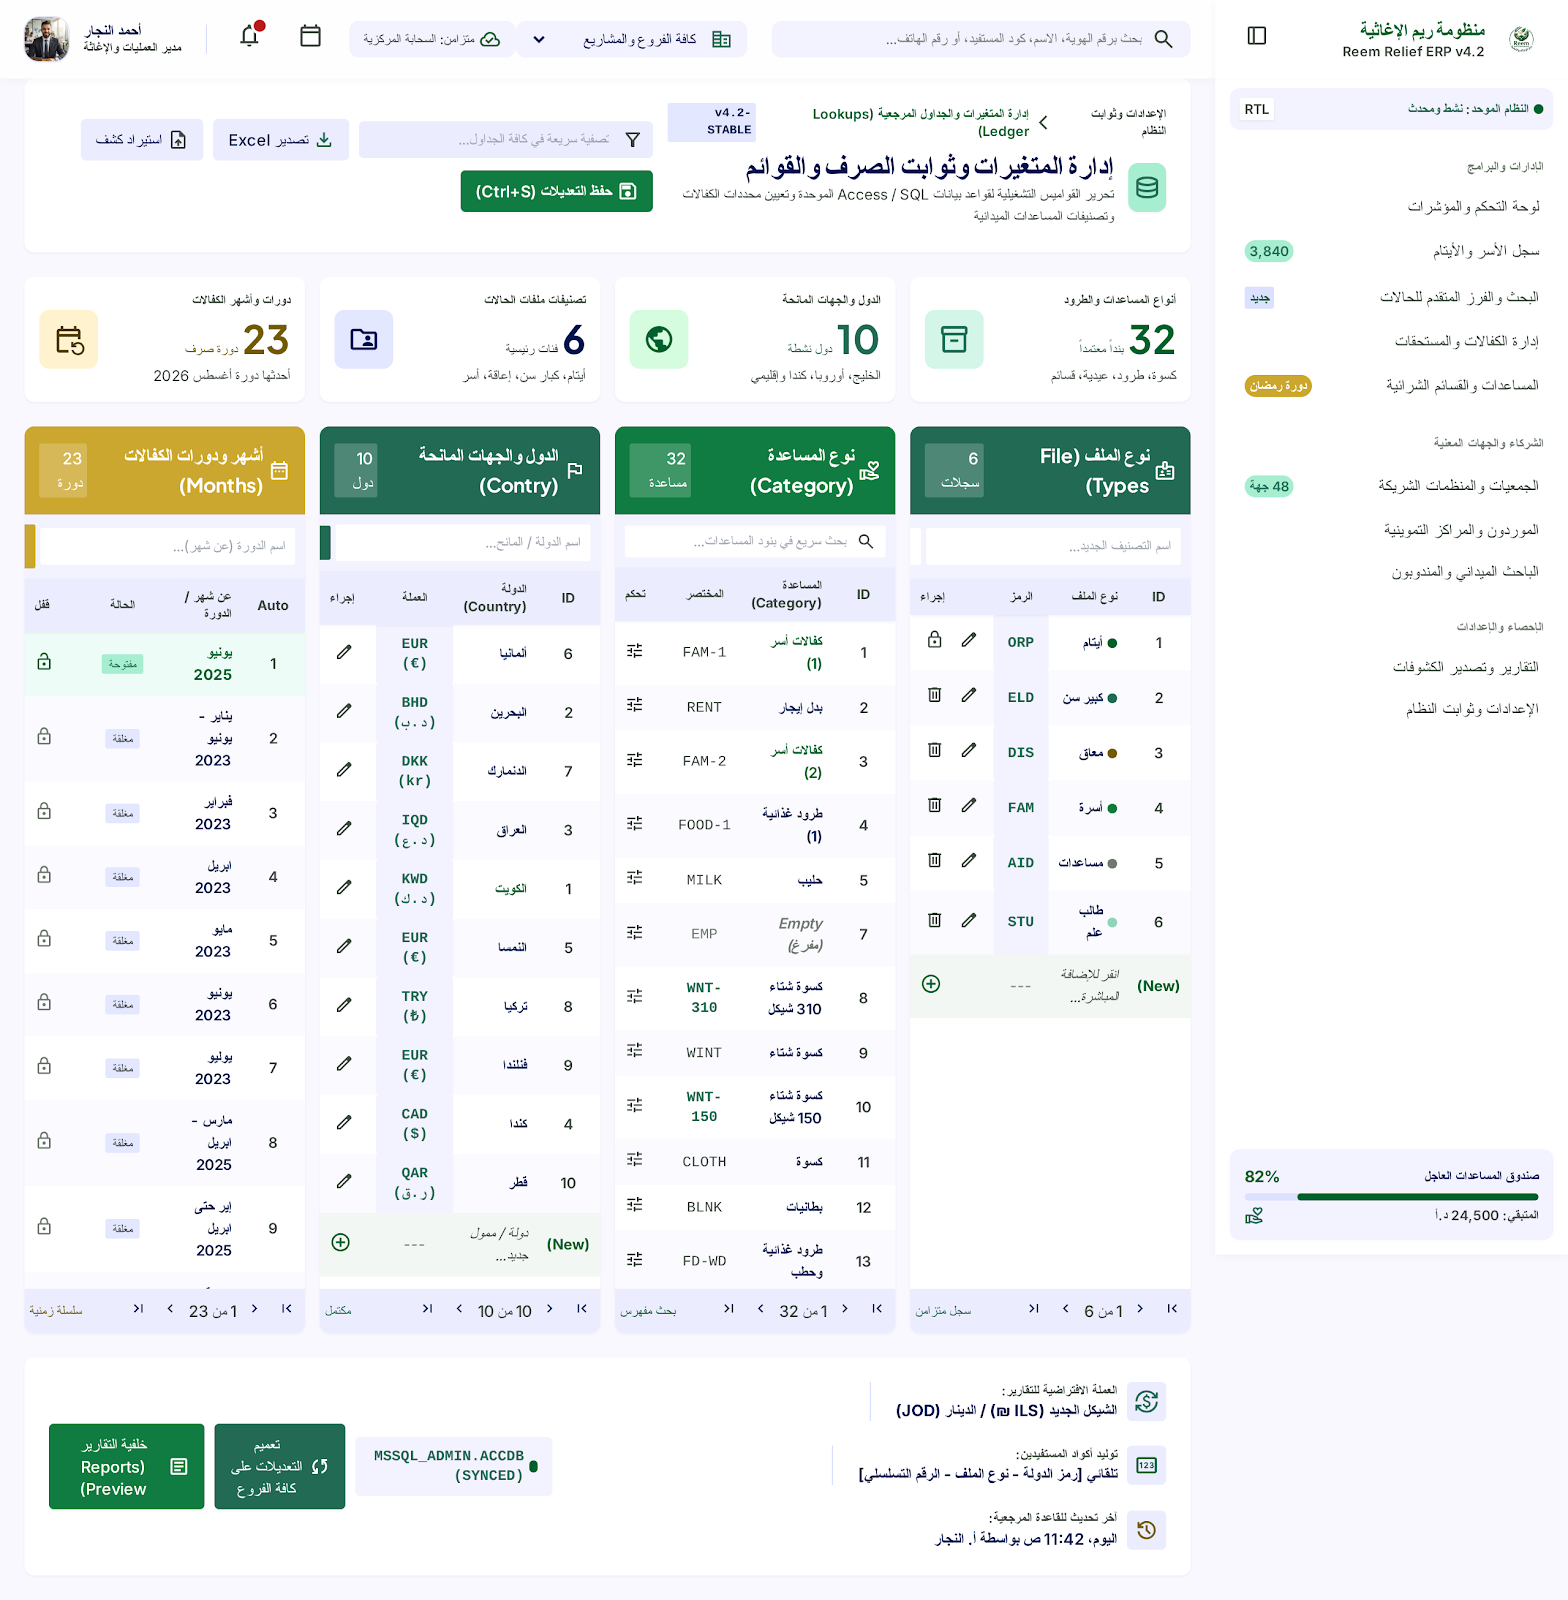 منظومة ريم الإغاثية
Reem Relief ERP v4.2
بحث برقم الهوية، الاسم، كود المستفيد، أو رقم الهاتف...
كافة الفروع والمشاريع
متزامن: السحابة المركزية
أحمد النجار
مدير العمليات والإغاثة
النظام الموحد: نشط ومحدث
RTL
الإدارات والبرامج
لوحة التحكم والمؤشرات
سجل الأسر والأيتام
3,840
البحث والفرز المتقدم للحالات
جديد
إدارة الكفالات والمستحقات
المساعدات والقسائم الشرائية
دورة رمضان
الشركاء والجهات المعنية
الجمعيات والمنظمات الشريكة
48 جهة
الموردون والمراكز التموينية
الباحث الميداني والمندوبون
الإحصاء والإعدادات
التقارير وتصدير الكشوفات
الإعدادات وثوابت النظام
صندوق المساعدات العاجل
82%
المتبقي: 24,500 د.أ
الإعدادات وثوابت
النظام
إدارة المتغيرات والجداول المرجعية (Lookups
Ledger)
v4.2-
STABLE
إدارة المتغيرات وثوابت الصرف والقوائم
تحرير القواميس التشغيلية لقواعد بيانات Access / SQL الموحدة وتعيين محددات الكفالات
وتصنيفات المساعدات الميدانية
تصفية سريعة في كافة الجداول...
تصدير Excel
استيراد كشف
حفظ التعديلات (Ctrl+S)
أنواع المساعدات والطرود
32 بنداً معتمداً
كسوة، طرود، عيدية، قسائم
الدول والجهات المانحة
10 دول نشطة
الخليج، أوروبا، كندا وإقليمي
تصنيفات ملفات الحالات
6 فئات رئيسية
أيتام، كبار سن، إعاقة، أسر
دورات وأشهر الكفالات
23 دورة صرف
أحدثها دورة أغسطس 2026
نوع الملف (File
Types)
6
سجلات
اسم التصنيف الجديد...
ID نوع الملف الرمز إجراء
1 أيتام ORP
2 كبير سن ELD
3 معاق DIS
4 أسرة FAM
5 مساعدات AID
6 طالب علم STU
(New) انقر للإضافة المباشرة... ---
1 من 6
سجل متزامن
نوع المساعدة
(Category)
32
مساعدة
بحث سريع في بنود المساعدات...
ID المساعدة (Category) المختصر تحكم
1 كفالات أسر (1) FAM-1
2 بدل إيجار RENT
3 كفالات أسر (2) FAM-2
4 طرود غذائية (1) FOOD-1
5 حليب MILK
7 Empty (مفرغ) EMP
8 كسوة شتاء 310 شيكل WNT-310
9 كسوة شتاء WINT
10 كسوة شتاء 150 شيكل WNT-150
11 كسوة CLOTH
12 بطانيات BLNK
13 طرود غذائية وحطب FD-WD
1 من 32
بحث مفهرس
الدول والجهات المانحة
(Contry)
10
دول
اسم الدولة / المانح...
ID الدولة (Country) العملة إجراء
6 ألمانيا EUR (€)
2 البحرين BHD (د.ب)
7 الدنمارك DKK (kr)
3 العراق IQD (د.ع)
1 الكويت KWD (د.ك)
5 النمسا EUR (€)
8 تركيا TRY (₺)
9 فنلندا EUR (€)
4 كندا CAD ($)
10 قطر QAR (ر.ق)
(New) دولة / ممول جديد... ---
10 من 10
مكتمل
أشهر ودورات الكفالات
(Months)
23
دورة
اسم الدورة (عن شهر)...
Auto عن شهر / الدورة الحالة قفل
1 يونيو 2025 مفتوحة
2 يناير - يونيو 2023 مغلقة
3 فبراير 2023 مغلقة
4 ابريل 2023 مغلقة
5 مايو 2023 مغلقة
6 يونيو 2023 مغلقة
7 يوليو 2023 مغلقة
8 مارس - ابريل 2025 مغلقة
9 إير حتى ابريل 2025 مغلقة
1 من 23
سلسلة زمنية
العملة الافتراضية للتقارير:
الشيكل الجديد (ILS ₪) / الدينار (JOD)
توليد أكواد المستفيدين:
تلقائي [رمز الدولة - نوع الملف - الرقم التسلسلي]
آخر تحديث للقاعدة المرجعية:
اليوم، 11:42 ص بواسطة أ. النجار
MSSQL_ADMIN.ACCDB
(SYNCED)
تعميم
التعديلات على
كافة الفروع
خلفية التقارير
(Reports
Preview)